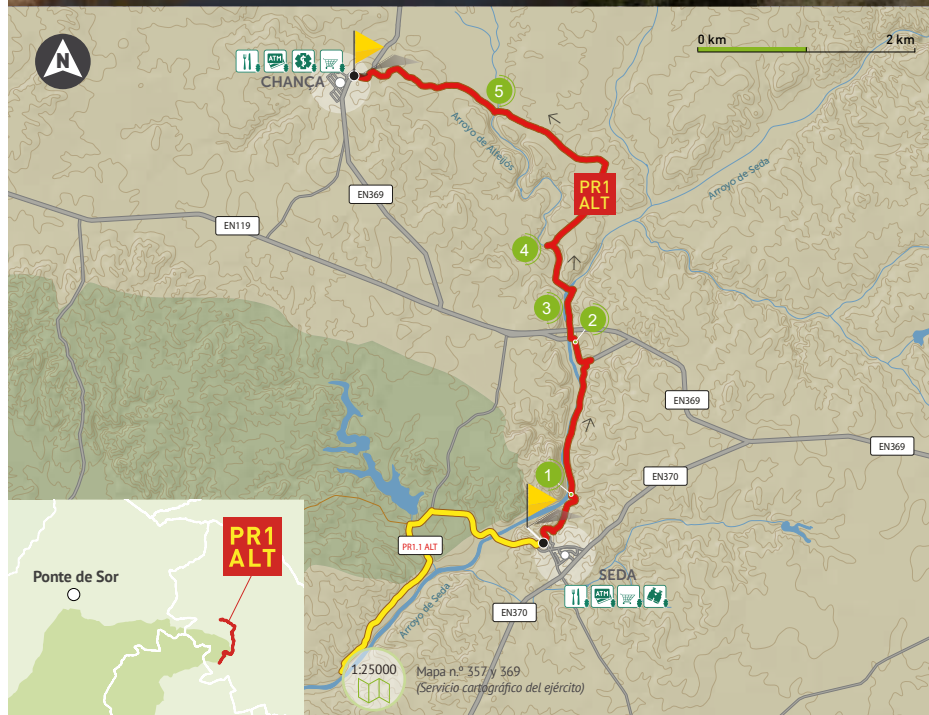 N
ATM
CHANÇA
0 km
2 km
5
Arroyo de Alfeijós
Arroyo de Seda
PR1
ALT
EN369
EN119
4
3
2
EN369
EN369
1
EN370
PR1.1 ALT
SEDA
ATM
EN370
Arroyo de Seda
PR1
ALT
Ponte de Sor
1:25000
Mapa n.º 357 y 369
(Servicio cartográfico del ejército)